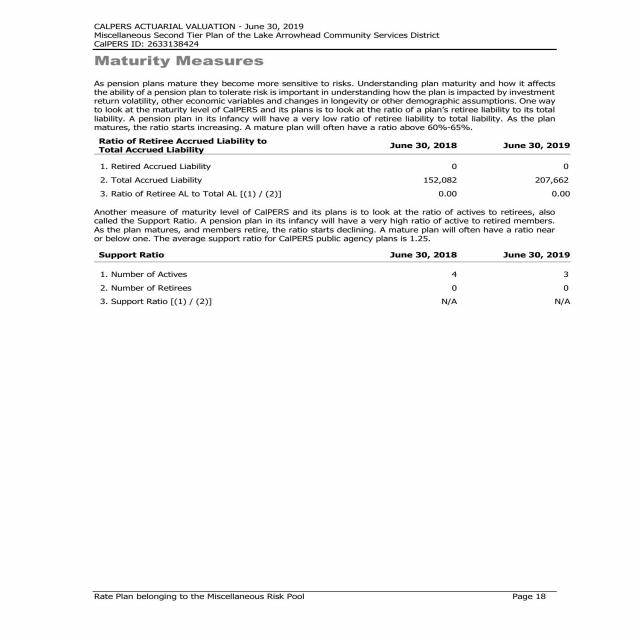 CALPERS ACTUARIAL VALUATION - June 30, 2019
Miscellaneous Second Tier Plan of the Lake Arrowhead Community Services District
CalPERS ID: 2633138424
Maturity Measures
As pension plans mature they become more sensitive to risks. Understanding plan maturity and how it affects
the ability of a pension plan to tolerate risk is important in understanding how the plan is impacted by investment
return volatility, other economic variables and changes in longevity or other demographic assumptions. One way
to look at the maturity level of CalPERS and its plans is to look at the ratio of a plan's retiree liability to its total
liability. A pension plan in its infancy will have a very low ratio of retiree liability to total liability. As the plan
matures, the ratio starts increasing. A mature plan will often have a ratio above 60%-65%.
Ratio of Retiree Accrued Liability to
Total Accrued Liability June 30, 2018 June 30, 2019
1. Retired Accrued Liability 0 0
2. Total Accrued Liability 152,082 207,662
3. Ratio of Retiree AL to Total AL [(1) / (2)] 0.00 0.00
Another measure of maturity level of CalPERS and its plans is to look at the ratio of actives to retirees, also
called the Support Ratio. A pension plan in its infancy will have a very high ratio of active to retired members.
As the plan matures, and members retire, the ratio starts declining. A mature plan will often have a ratio near
or below one. The average support ratio for CalPERS public agency plans is 1.25.
Support Ratio June 30, 2018 June 30, 2019
1. Number of Actives 4 3
2. Number of Retirees 0 0
3. Support Ratio [(1) / (2)] N/A N/A
Rate Plan belonging to the Miscellaneous Risk Pool Page 18